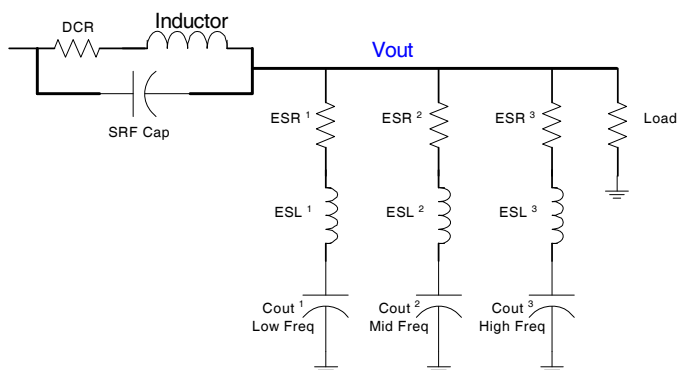 DCR
Inductor
SRF Cap
Vout
ESR 1
ESR 2
ESR 3
Load
ESL 1
ESL 2
ESL 3
Cout 1
Low Freq
Cout 2
Mid Freq
Cout 3
High Freq